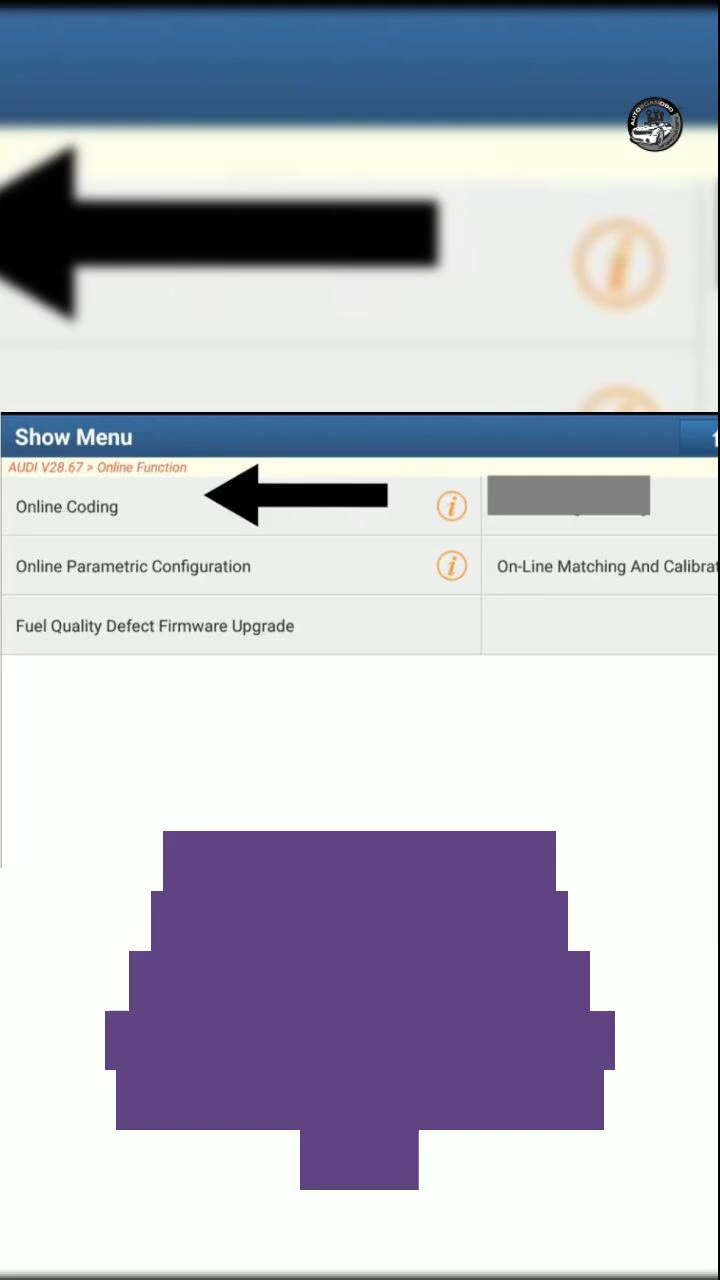 AUTOSCANDRD
Show Menu
AUDI V28.67 > Online Function
Online Coding
Online Parametric Configuration
On-Line Matching And Calibrat
Fuel Quality Defect Firmware Upgrade